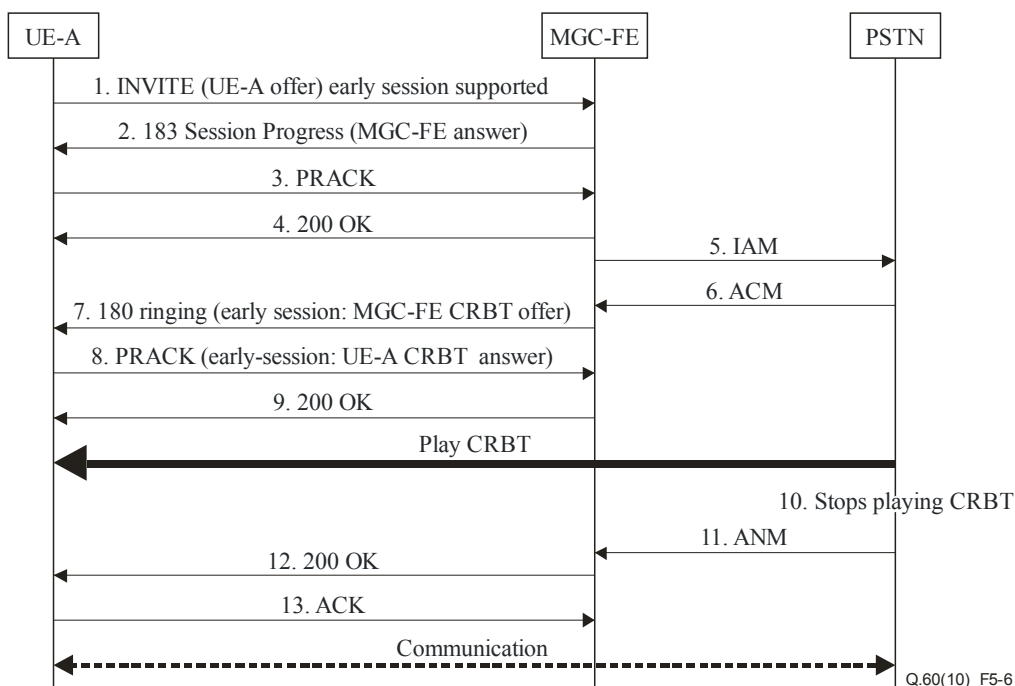 UE-A
MGC-FE
PSTN
1. INVITE (UE-A offer) early session supported
2. 183 Session Progress (MGC-FE answer)
3. PRACK
4. 200 OK
5. IAM
6. ACM
7. 180 ringing (early session: MGC-FE CRBT offer)
8. PRACK (early-session: UE-A CRBT answer)
9. 200 OK
Play CRBT
10. Stops playing CRBT
11. ANM
12. 200 OK
13. ACK
Communication
Q.60(10)_F5-6